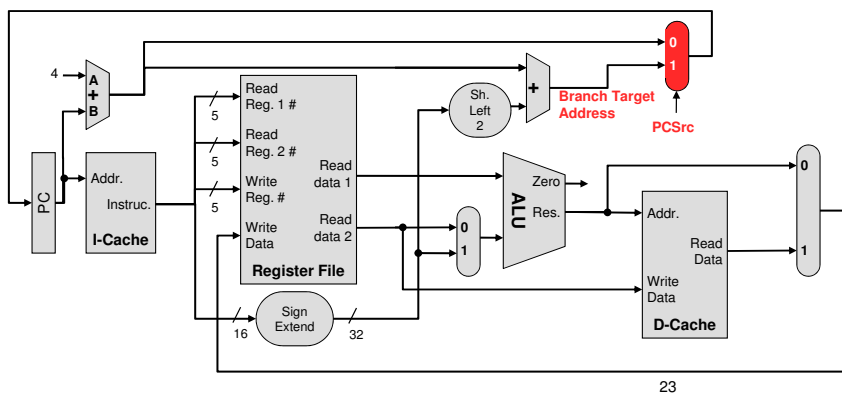 0
1
4
A
+
B
+
Sh.
Left
2
Branch Target
Address
PCSrc
Read
Reg. 1 #
5
Read
Reg. 2 #
5
Write
Reg. #
5
Write
Data
Read
data 1
Read
data 2
Register File
PC
Addr.
Instruc.
I-Cache
0
1
ALU
Zero
Res.
Addr.
Read
Data
Write
Data
D-Cache
0
1
Sign
Extend
16
32
23